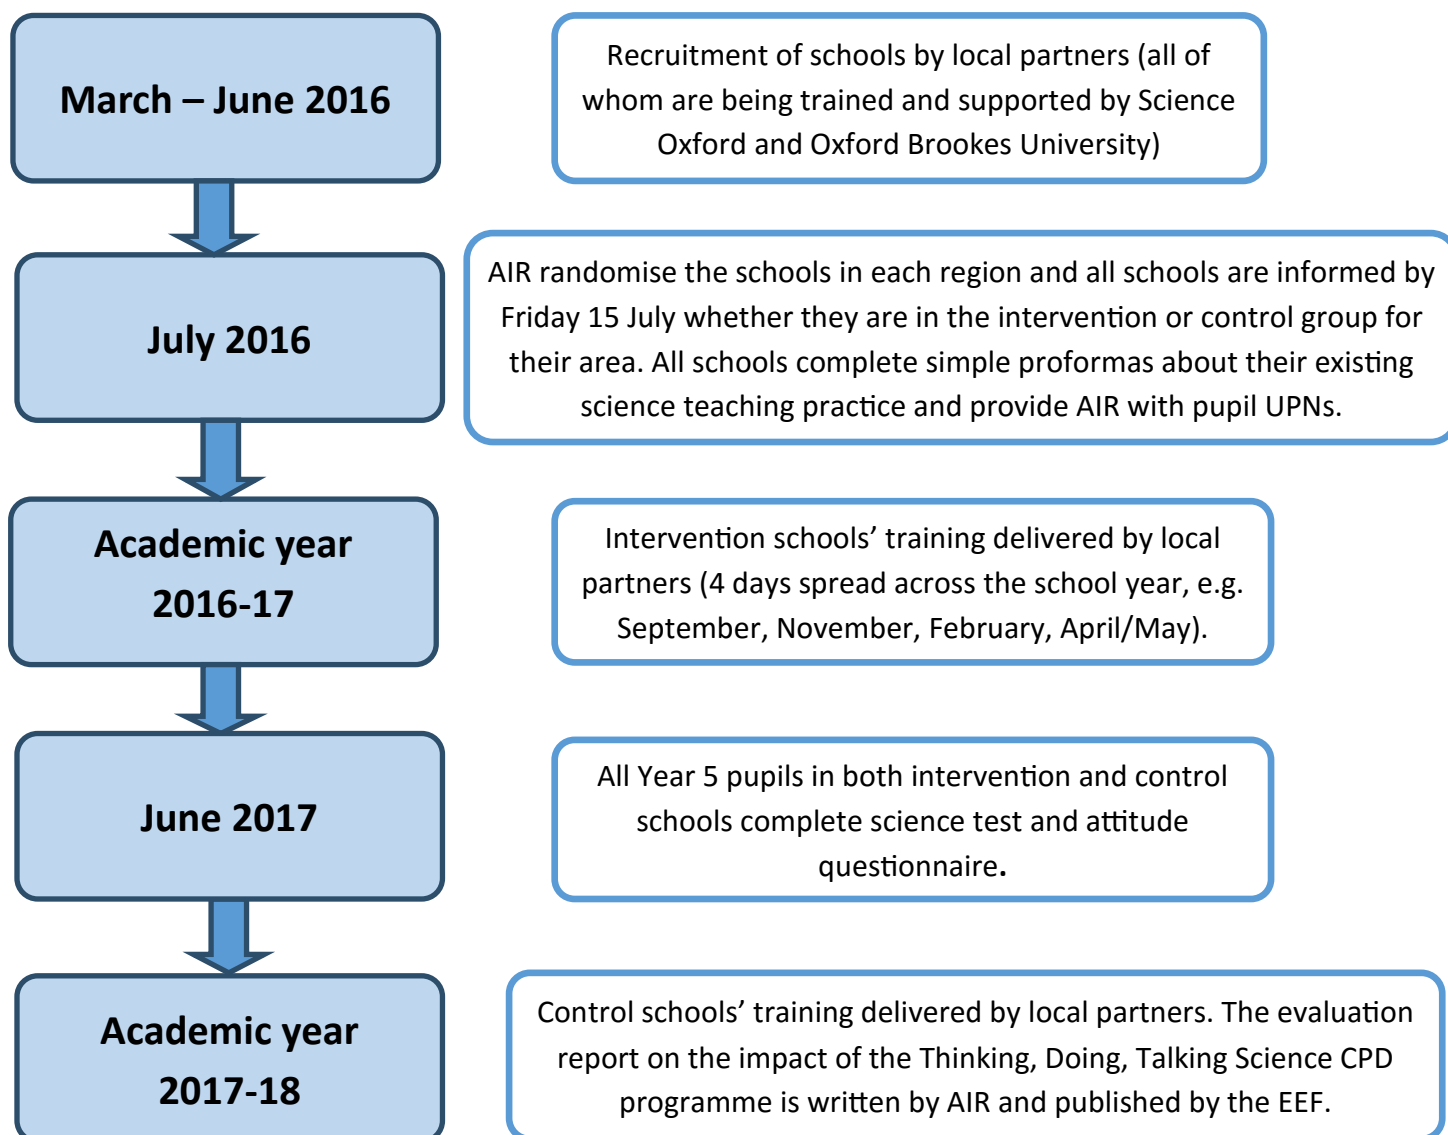 March – June 2016
Recruitment of schools by local partners (all of
whom are being trained and supported by Science
Oxford and Oxford Brookes University)
July 2016
AIR randomise the schools in each region and all schools are informed by
Friday 15 July whether they are in the intervention or control group for
their area. All schools complete simple proformas about their existing
science teaching practice and provide AIR with pupil UPNs.
Academic year
2016-17
Intervention schools’ training delivered by local
partners (4 days spread across the school year, e.g.
September, November, February, April/May).
June 2017
All Year 5 pupils in both intervention and control
schools complete science test and attitude
questionnaire.
Academic year
2017-18
Control schools’ training delivered by local partners. The evaluation
report on the impact of the Thinking, Doing, Talking Science CPD
programme is written by AIR and published by the EEF.